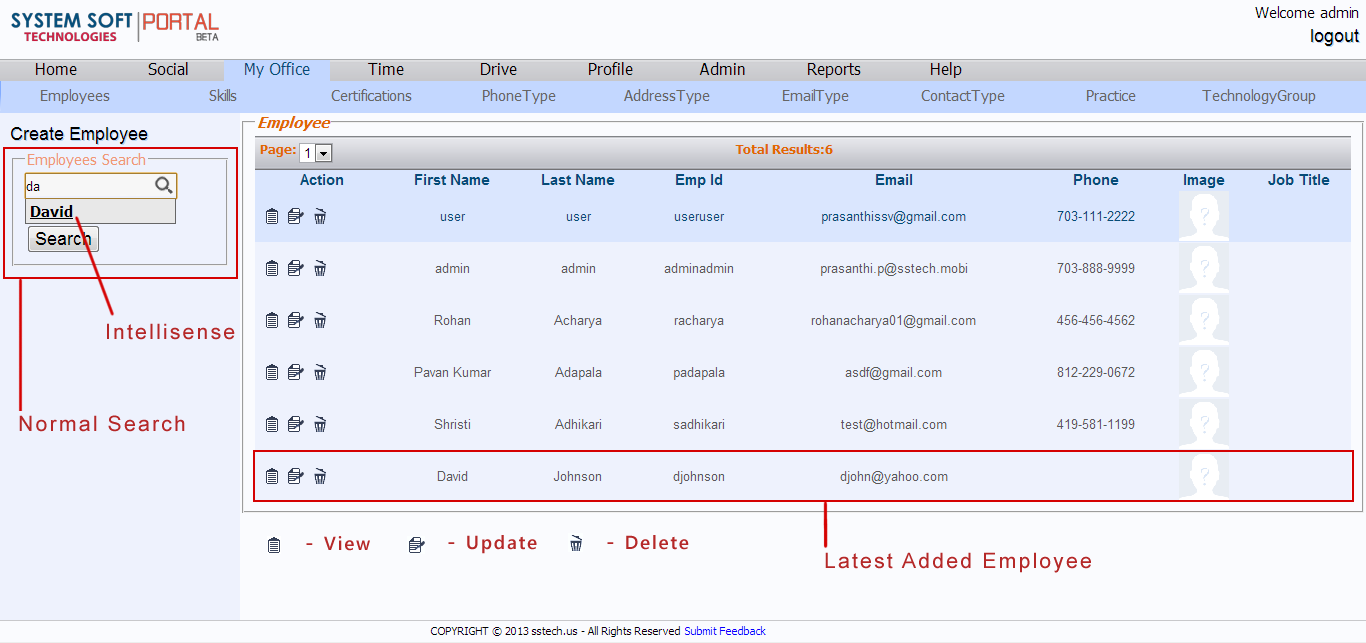 SYSTEM SOFT PORTAL
TECHNOLOGIES BETA
Welcome admin
logout
Home Social My Office Time Drive Profile Admin Reports Help
Employees Skills Certifications PhoneType AddressType EmailType ContactType Practice TechnologyGroup
Create Employee
Employees Search
da
David
Search
Intellisense
Normal Search
Employee
Page: 1 Total Results:6
Action First Name Last Name Emp Id Email Phone Image Job Title
user user useruser prasanthissv@gmail.com 703-111-2222 ?
admin admin adminadmin prasanthi.p@sstech.mobi 703-888-9999 ?
Rohan Acharya racharya rohanacharya01@gmail.com 456-456-4562 ?
Pavan Kumar Adapala padapala asdf@gmail.com 812-229-0672 ?
Shristi Adhikari sadhikari test@hotmail.com 419-581-1199 ?
David Johnson djohnson djohn@yahoo.com ?
- View - Update - Delete
Latest Added Employee
COPYRIGHT © 2013 sstech.us - All Rights Reserved Submit Feedback